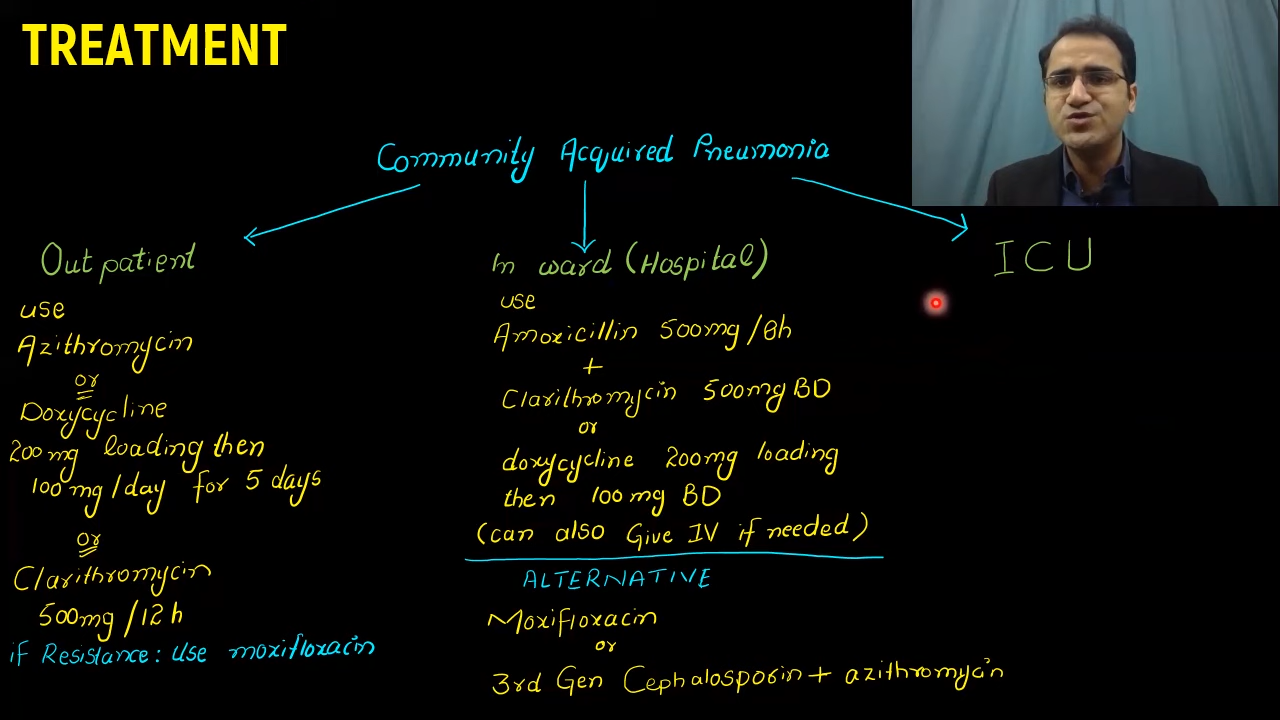 TREATMENT
Community Acquired Pneumonia
Outpatient
use
Azithromycin
or
Doxycycline
200mg loading then
100mg/day for 5 days
or
Clarithromycin
500mg/12h
if Resistance: Use moxifloxacin
In ward (Hospital)
use
Amoxicillin 500mg/8h
+
Clarithromycin 500mg BD
or
doxycycline 200mg loading
then 100mg BD
(can also Give IV if needed)
ALTERNATIVE
Moxifloxacin
or
3rd Gen Cephalosporin + azithromycin
ICU